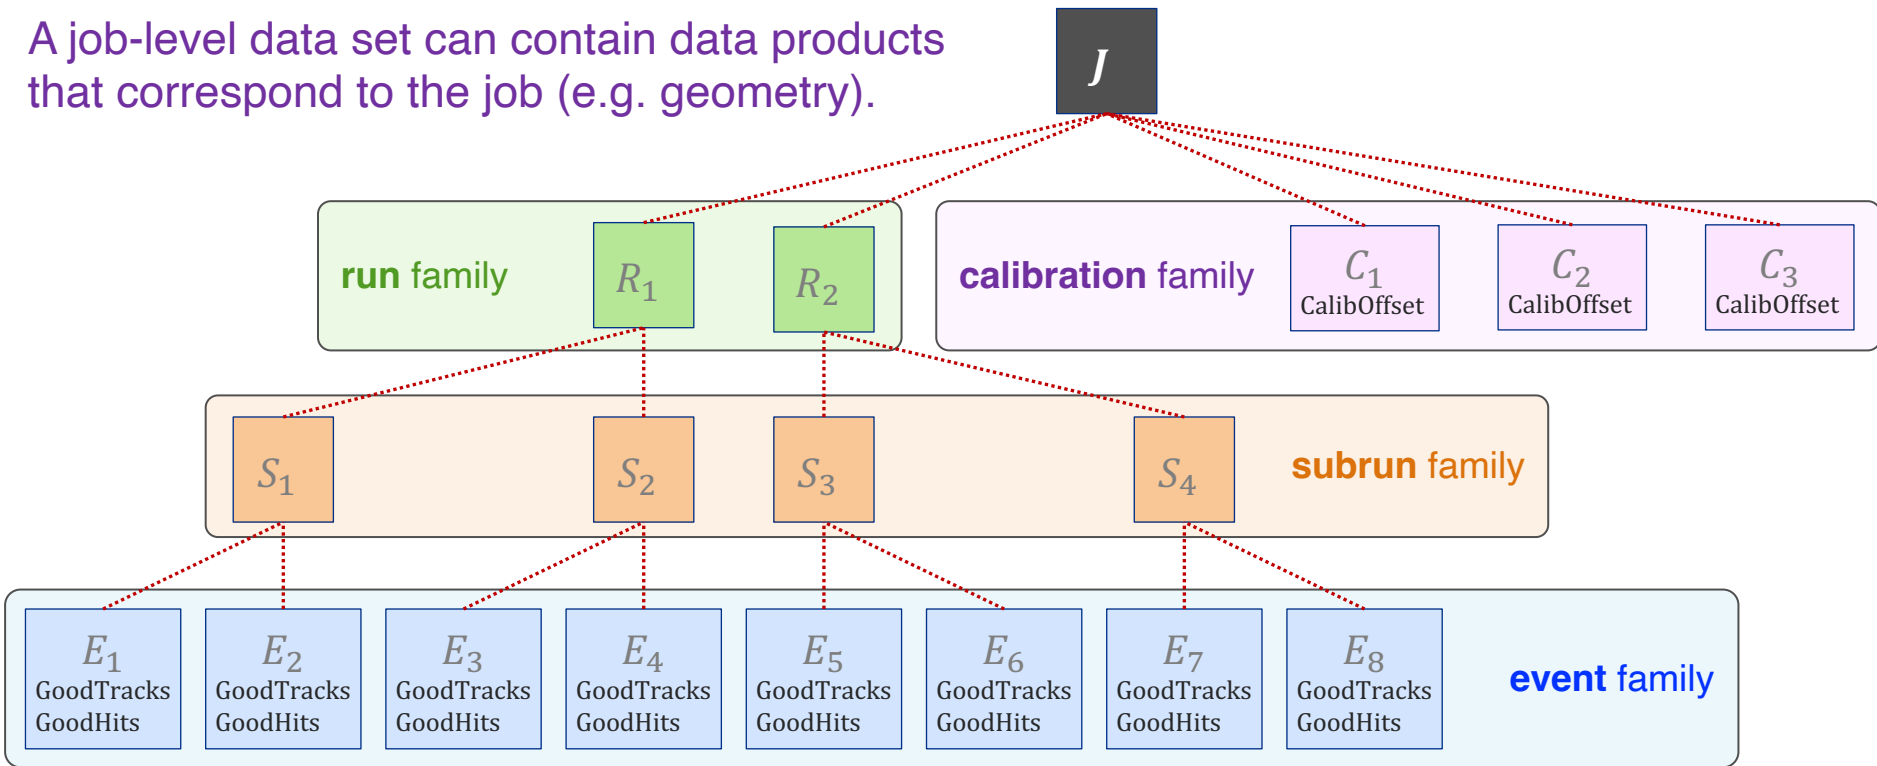 A job-level data set can contain data products
that correspond to the job (e.g. geometry).
J
run family
R₁
R₂
calibration family
C₁
CalibOffset
C₂
CalibOffset
C₃
CalibOffset
S₁
S₂
S₃
S₄
subrun family
E₁
GoodTracks
GoodHits
E₂
GoodTracks
GoodHits
E₃
GoodTracks
GoodHits
E₄
GoodTracks
GoodHits
E₅
GoodTracks
GoodHits
E₆
GoodTracks
GoodHits
E₇
GoodTracks
GoodHits
E₈
GoodTracks
GoodHits
event family